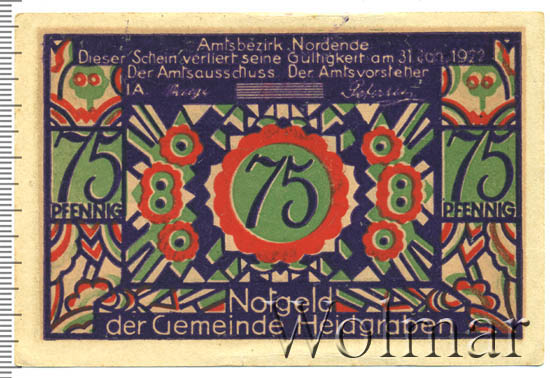 Amtsbezirk Nordende
Dieser Schein verliert seine Gültigkeit am 31 Jan. 1922
Der Amtsausschuss. Der Amtsvorsteher
I.A.
75
PFENNIG
75
75
PFENNIG
Notgeld
der Gemeinde Heidgraben
Wolmar